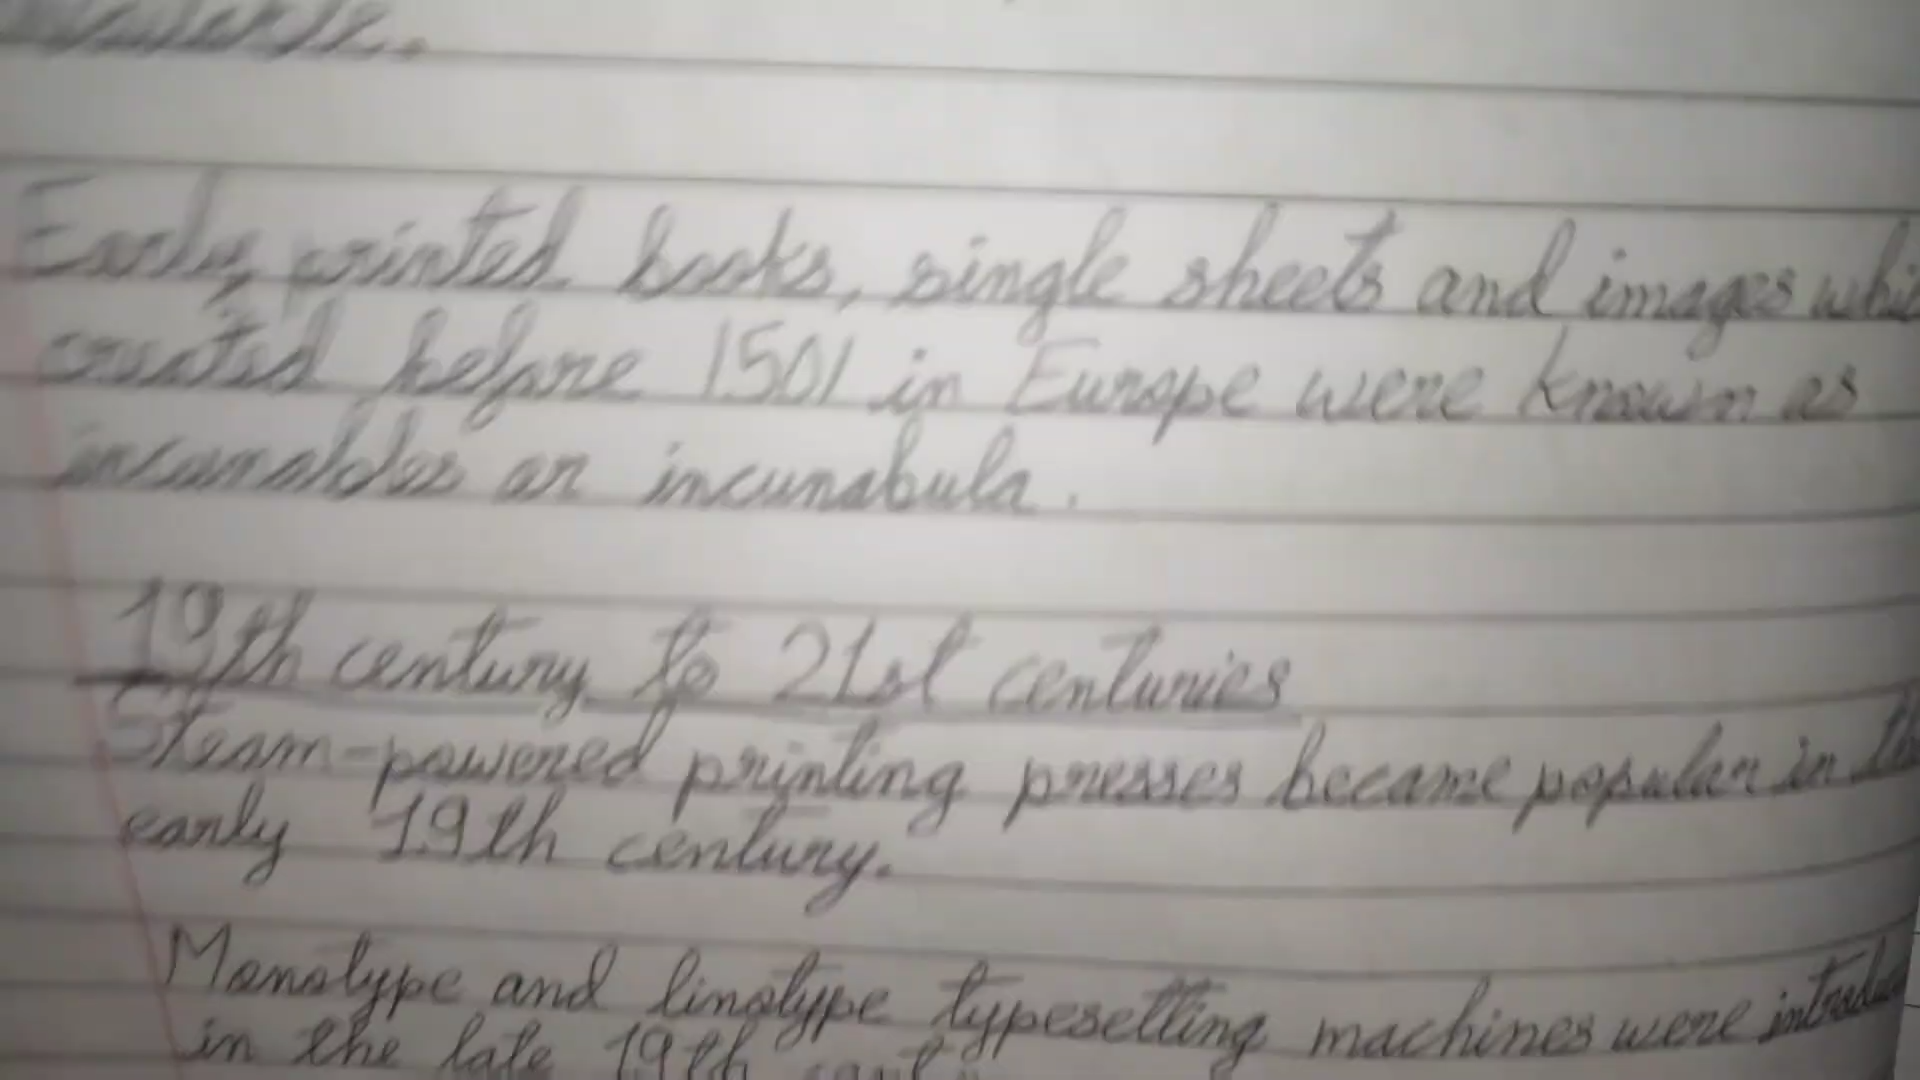 Early printed books, single sheets and images
created before 1501 in Europe were known as
or incunabula.
19th century to 21st centuries
Steam-powered printing presses became popular in
early 19th century.
Monotype and linotype typesetting machines were
in the late 19th